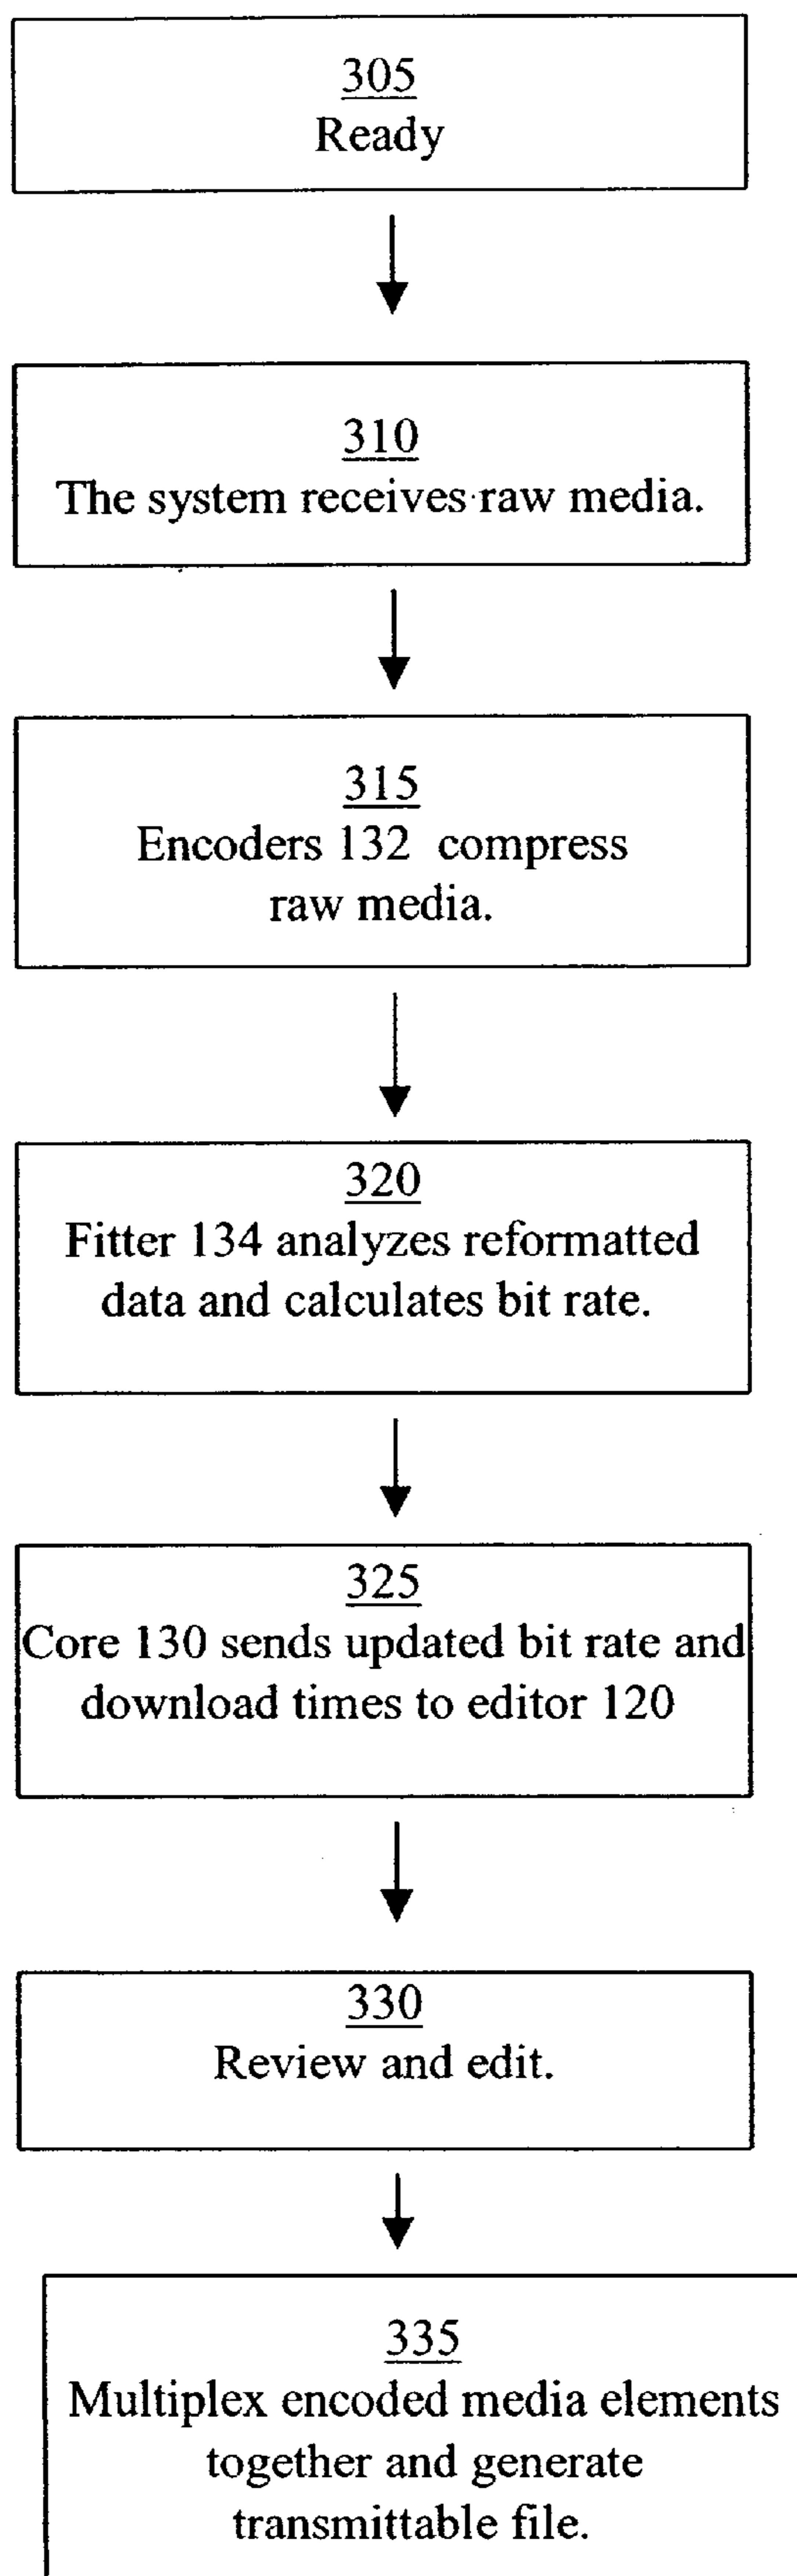 305
Ready
310
The system receives raw media.
315
Encoders 132 compress
raw media.
320
Fitter 134 analyzes reformatted
data and calculates bit rate.
325
Core 130 sends updated bit rate and
download times to editor 120
330
Review and edit.
335
Multiplex encoded media elements
together and generate
transmittable file.